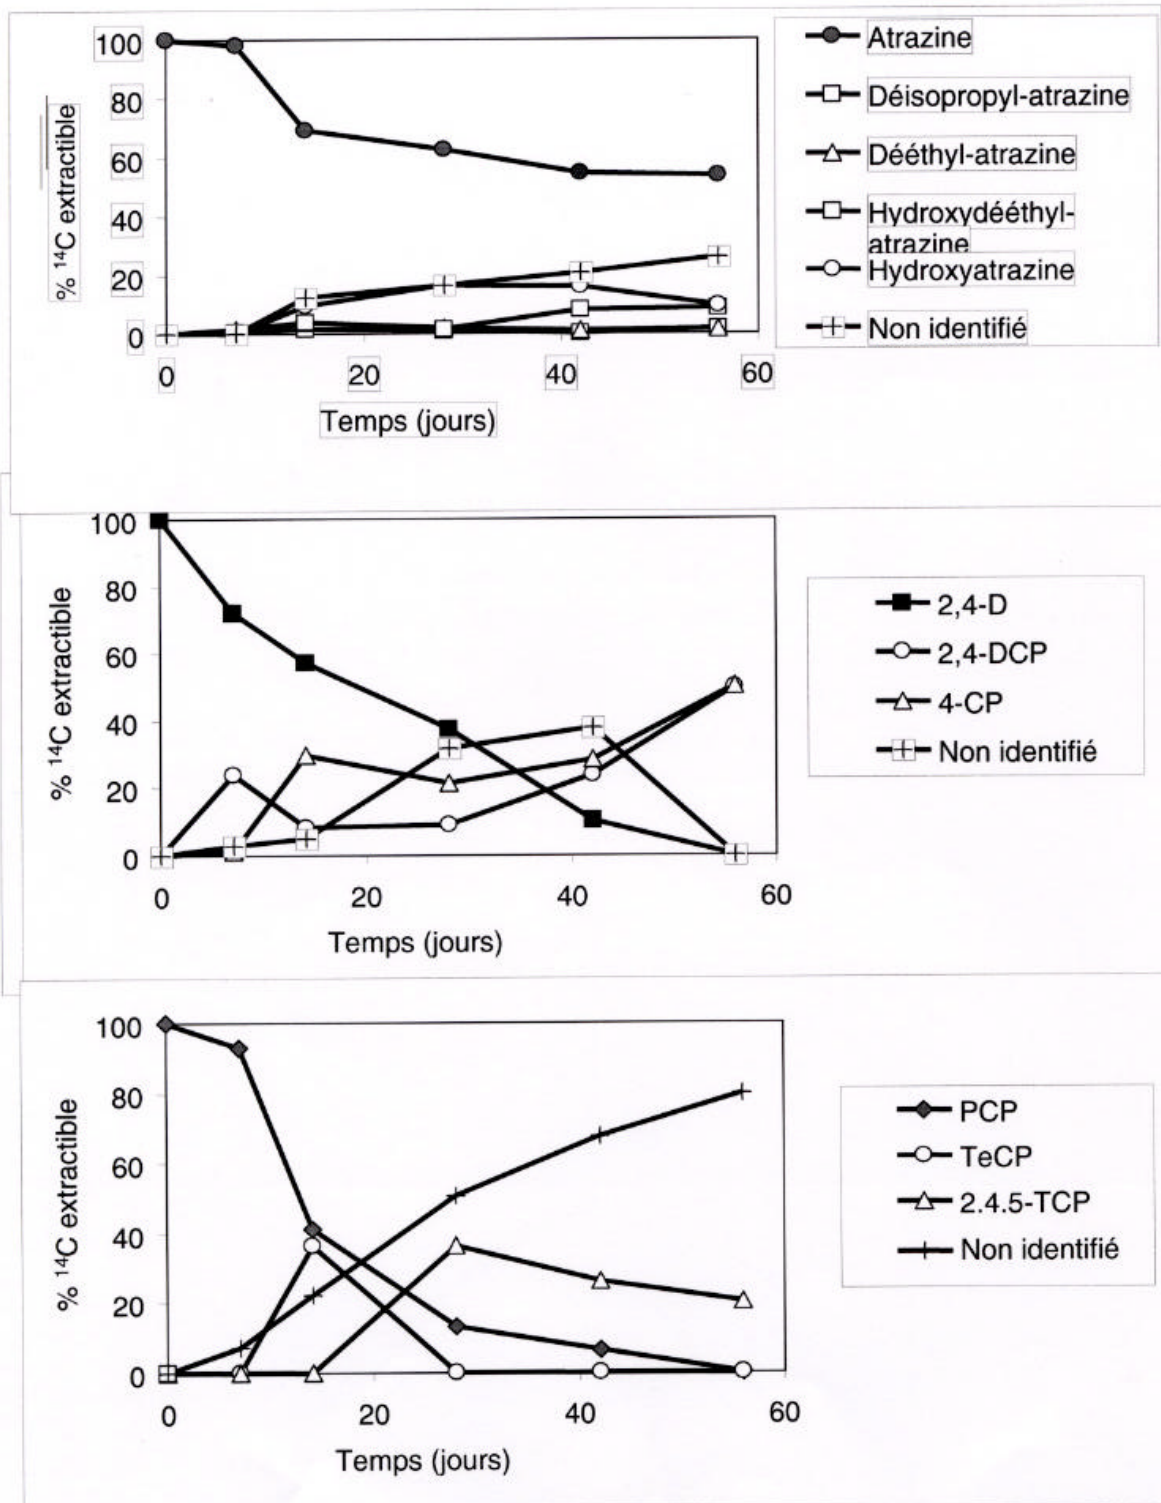 100
80
60
40
20
0
% ¹⁴C extractible
0 20 40 60
Temps (jours)
Atrazine
Déisopropyl-atrazine
Dééthyl-atrazine
Hydroxydééthyl-
atrazine
Hydroxyatrazine
Non identifié
100
80
60
40
20
0
% ¹⁴C extractible
0 20 40 60
Temps (jours)
2,4-D
2,4-DCP
4-CP
Non identifié
100
80
60
40
20
0
% ¹⁴C extractible
0 20 40 60
Temps (jours)
PCP
TeCP
2.4.5-TCP
Non identifié